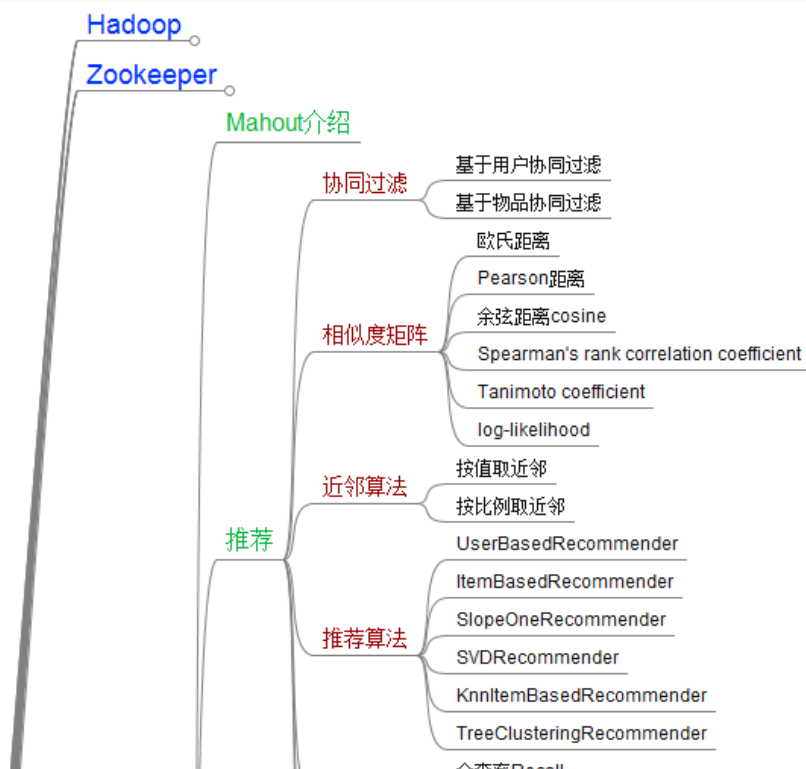 Hadoop
Zookeeper
Mahout介绍
协同过滤
基于用户协同过滤
基于物品协同过滤
相似度矩阵
欧氏距离
Pearson距离
余弦距离cosine
Spearman's rank correlation coefficient
Tanimoto coefficient
log-likelihood
近邻算法
按值取近邻
按比例取近邻
推荐
推荐算法
UserBasedRecommender
ItemBasedRecommender
SlopeOneRecommender
SVDRecommender
KnnItemBasedRecommender
TreeClusteringRecommender